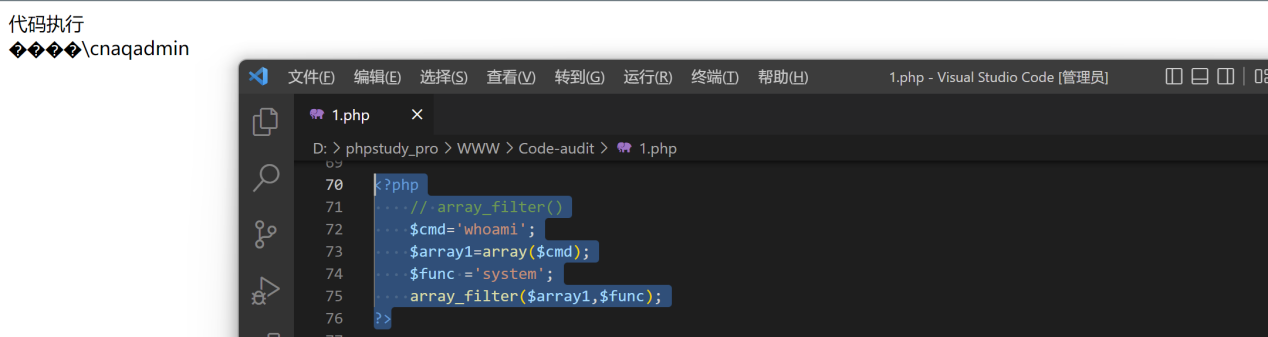 代码执行
����\cnaqadmin
文件(F) 编辑(E) 选择(S) 查看(V) 转到(G) 运行(R) 终端(T) 帮助(H) 1.php - Visual Studio Code [管理员]
1.php ×
D: > phpstudy_pro > WWW > Code-audit > 1.php
69
70 <?php
71 // array_filter()
72 $cmd='whoami';
73 $array1=array($cmd);
74 $func ='system';
75 array_filter($array1,$func);
76 ?>
77